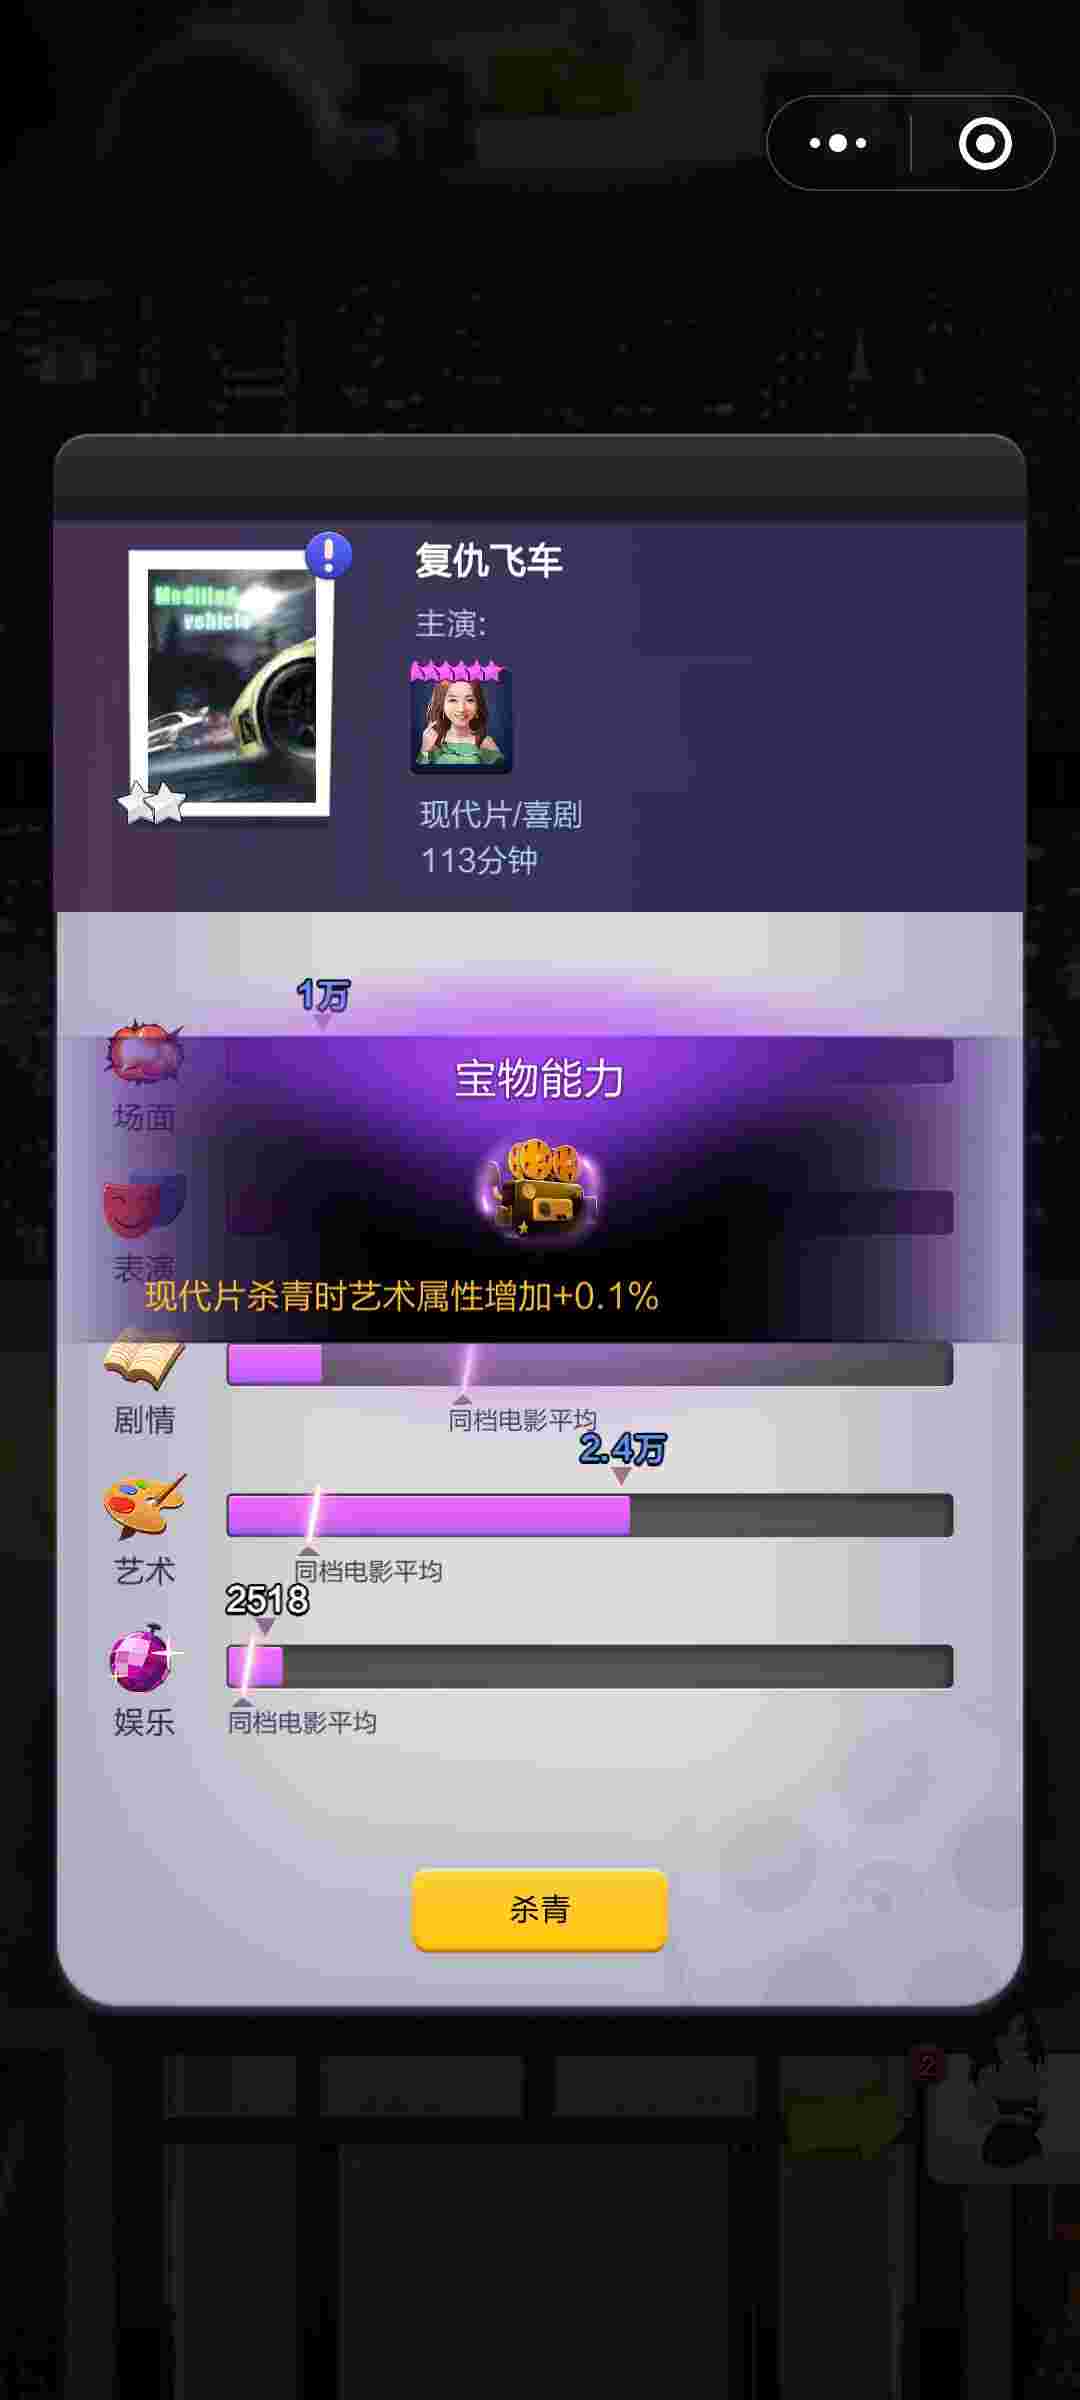 Modified
vehicle
复仇飞车
主演:
现代片/喜剧
113分钟
1万
场面
宝物能力
表演
现代片杀青时艺术属性增加+0.1%
剧情
同档电影平均
2.4万
艺术
同档电影平均
2518
娱乐
同档电影平均
杀青
2